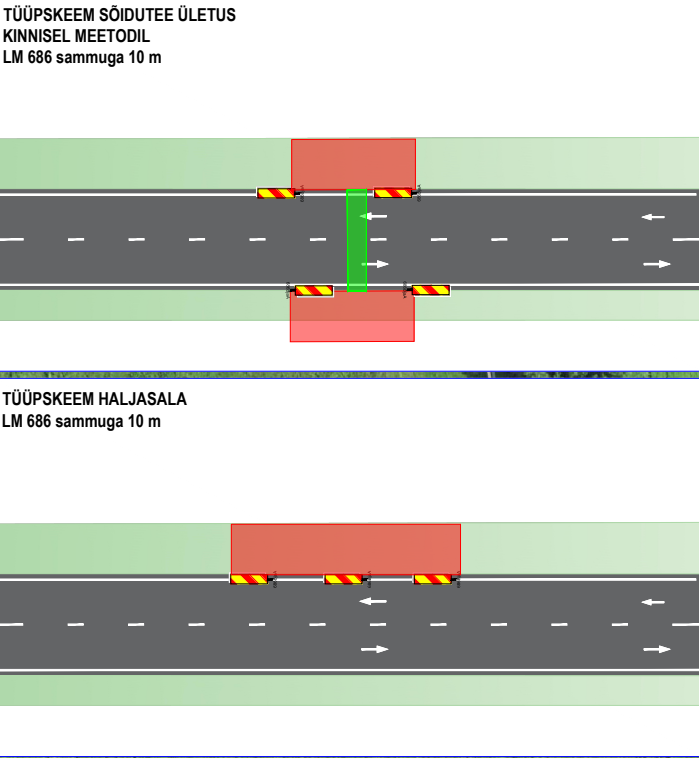 TÜÜPSKEEM SÕIDUTEE ÜLETUS
KINNISEL MEETODIL
LM 686 sammuga 10 m
TÜÜPSKEEM HALJASALA
LM 686 sammuga 10 m